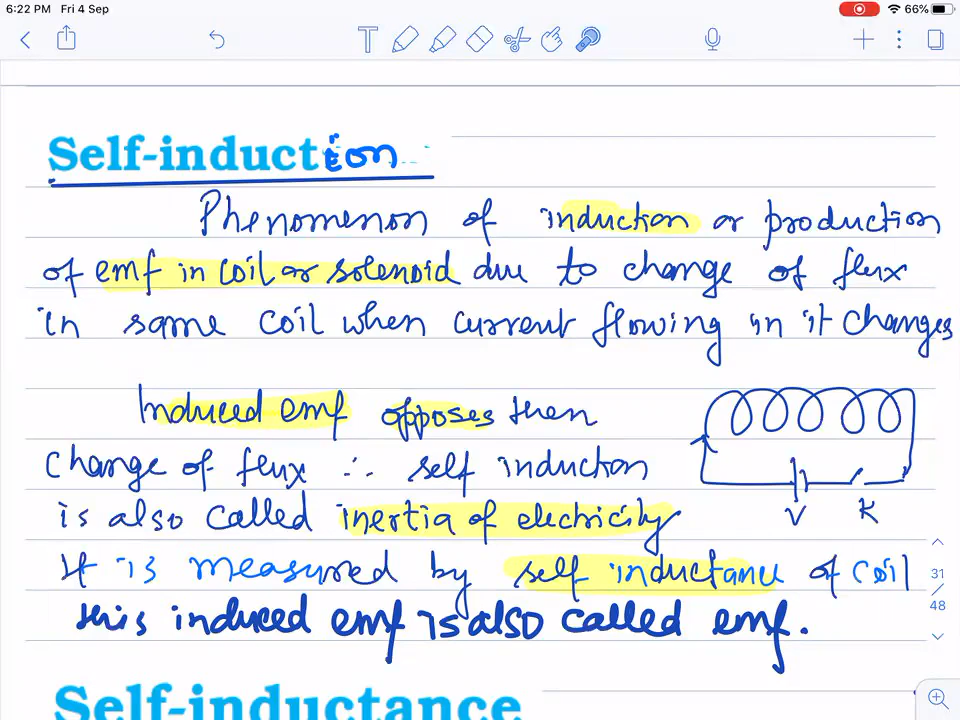 6:22 PM Fri 4 Sep
66%
Self-induction
Phenomenon of induction or production
of emf in coil or solenoid due to change of flux
in same coil when current flowing in it changes
Induced emf opposes then
change of flux ∴ self induction
is also called inertia of electricity
V K
It is measured by self inductance of coil
this induced emf is also called emf.
31
/
48
Self-inductance